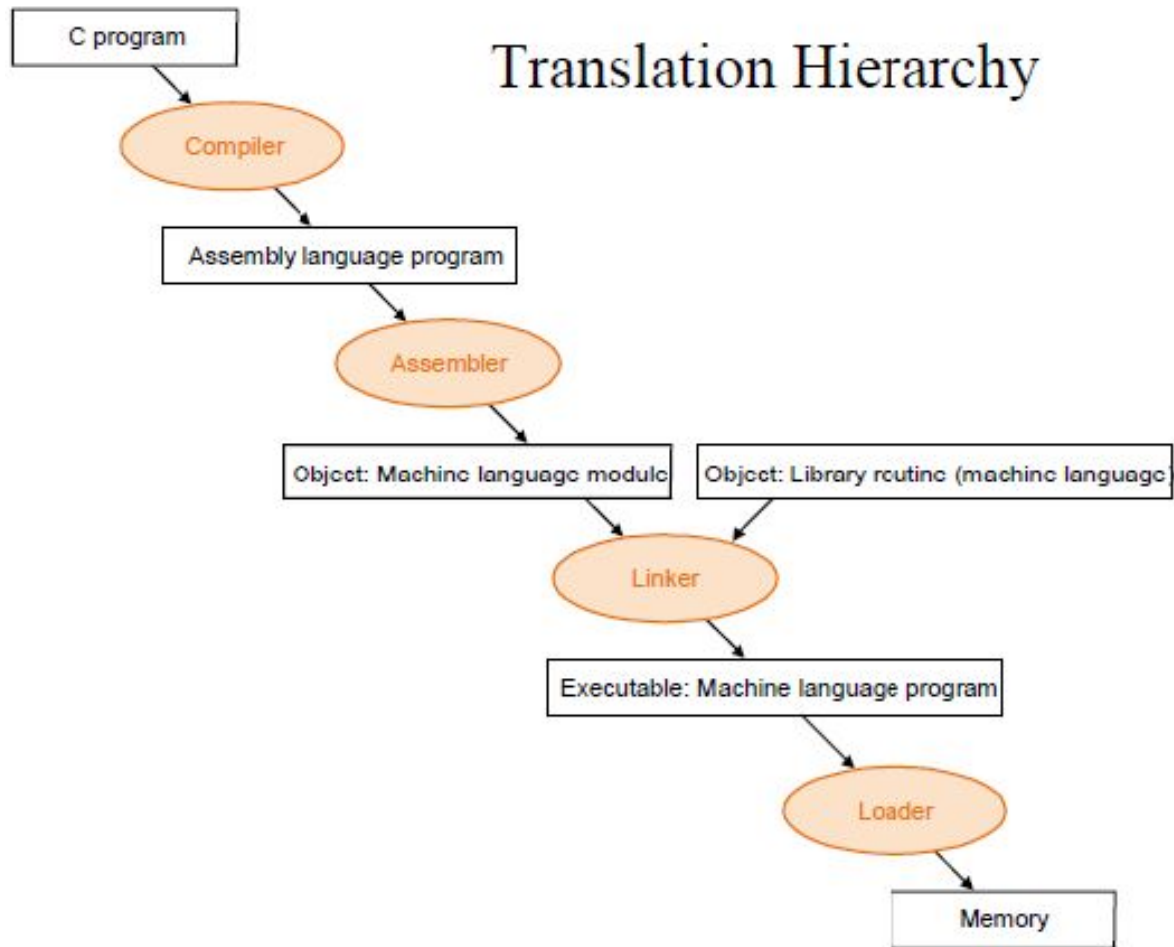 C program
Translation Hierarchy
Compiler
Assembly language program
Assembler
Object: Machine language module
Object: Library routine (machine language)
Linker
Executable: Machine language program
Loader
Memory